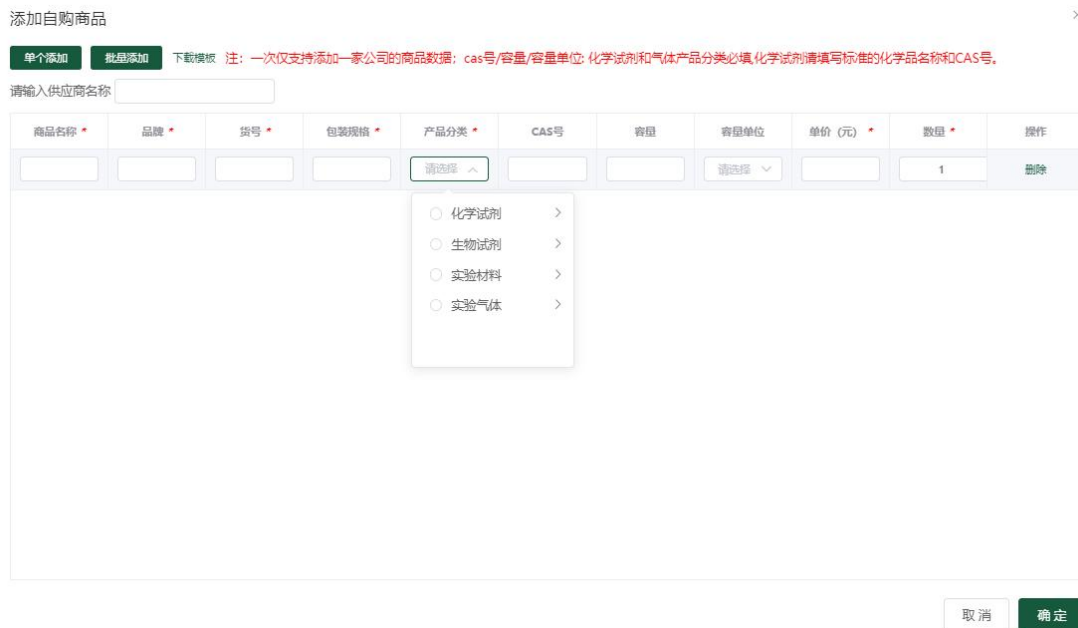 添加自购商品
单个添加 批量添加 下载模板 注：一次仅支持添加一家公司的商品数据；cas号/容量/容量单位: 化学试剂和气体产品分类必填,化学试剂请填写标准的化学品名称和CAS号。
请输入供应商名称
商品名称 * 品牌 * 货号 * 包装规格 * 产品分类 * CAS号 容量 容量单位 单价（元） * 数量 * 操作
请选择 请选择 1 删除
化学试剂
生物试剂
实验材料
实验气体
取消 确定